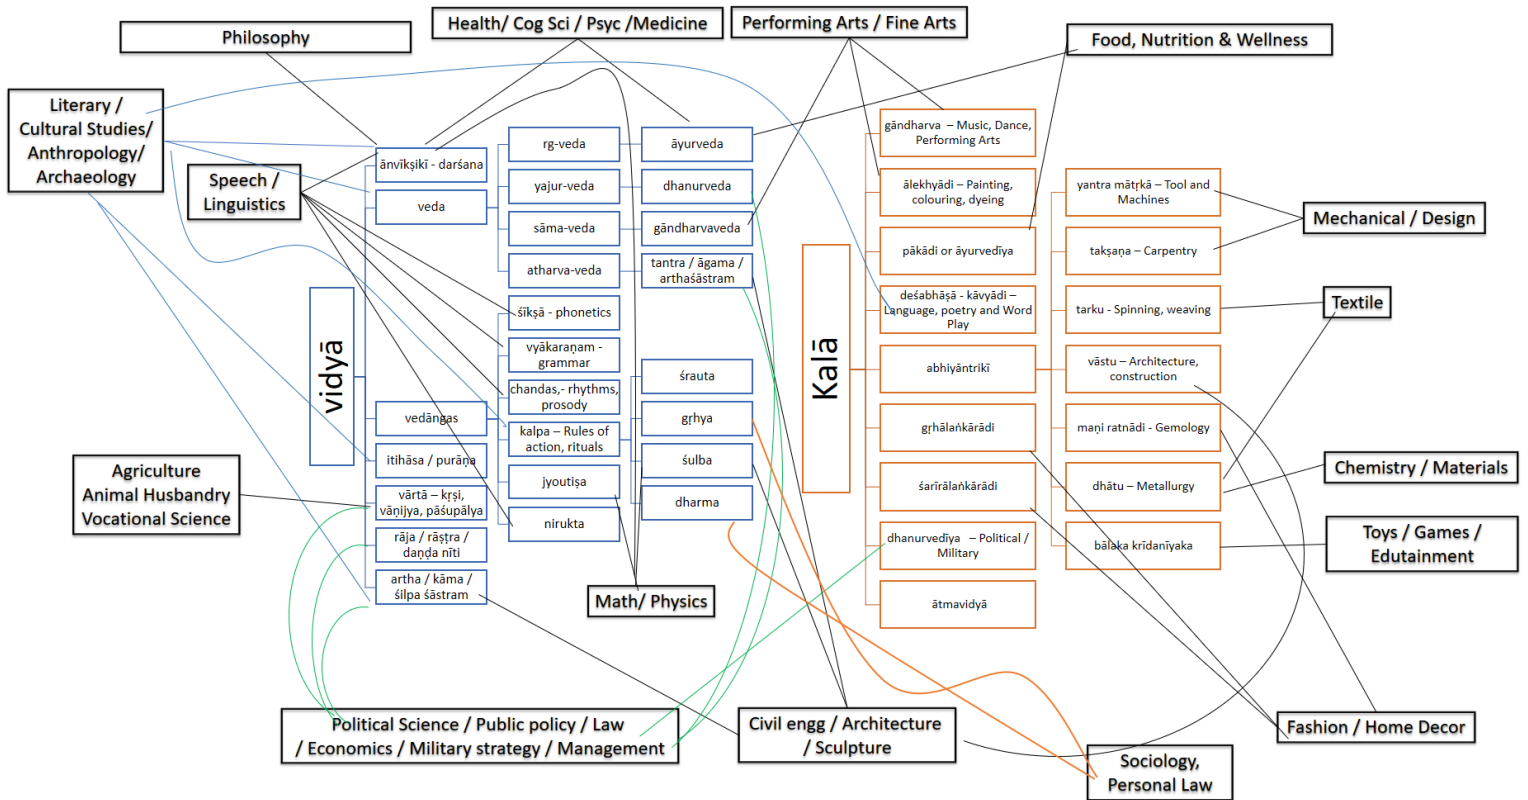 Philosophy
Health/ Cog Sci / Psyc /Medicine
Performing Arts / Fine Arts
Food, Nutrition & Wellness
Literary /
Cultural Studies/
Anthropology/
Archaeology
Speech /
Linguistics
Agriculture
Animal Husbandry
Vocational Science
vidyā
ānvīkṣikī - darśana
veda
vedāngas
itihāsa / purāṇa
vārtā – kṛṣi,
vāṇijya, pāśupālya
rāja / rāṣṭra /
daṇḍa nīti
artha / kāma /
śilpa śāstram
rg-veda
yajur-veda
sāma-veda
atharva-veda
śīkṣā - phonetics
vyākaraṇam -
grammar
chandas,- rhythms,
prosody
kalpa – Rules of
action, rituals
jyoutiṣa
nirukta
āyurveda
dhanurveda
gāndharvaveda
tantra / āgama /
arthaśāstram
śrauta
gṛhya
śulba
dharma
Math/ Physics
Kalā
gāndharva – Music, Dance,
Performing Arts
ālekhyādi – Painting,
colouring, dyeing
pākādi or āyurvedīya
deśabhāṣā - kāvyādi –
Language, poetry and Word
Play
abhiyāntrikī
gṛhālaṅkārādi
śarīrālaṅkārādi
dhanurvedīya – Political /
Military
ātmavidyā
yantra mātṛkā – Tool and
Machines
takṣaṇa – Carpentry
tarku - Spinning, weaving
vāstu – Architecture,
construction
maṇi ratnādi - Gemology
dhātu – Metallurgy
bālaka krīdanīyaka
Mechanical / Design
Textile
Chemistry / Materials
Toys / Games /
Edutainment
Fashion / Home Decor
Political Science / Public policy / Law
/ Economics / Military strategy / Management
Civil engg / Architecture
/ Sculpture
Sociology,
Personal Law